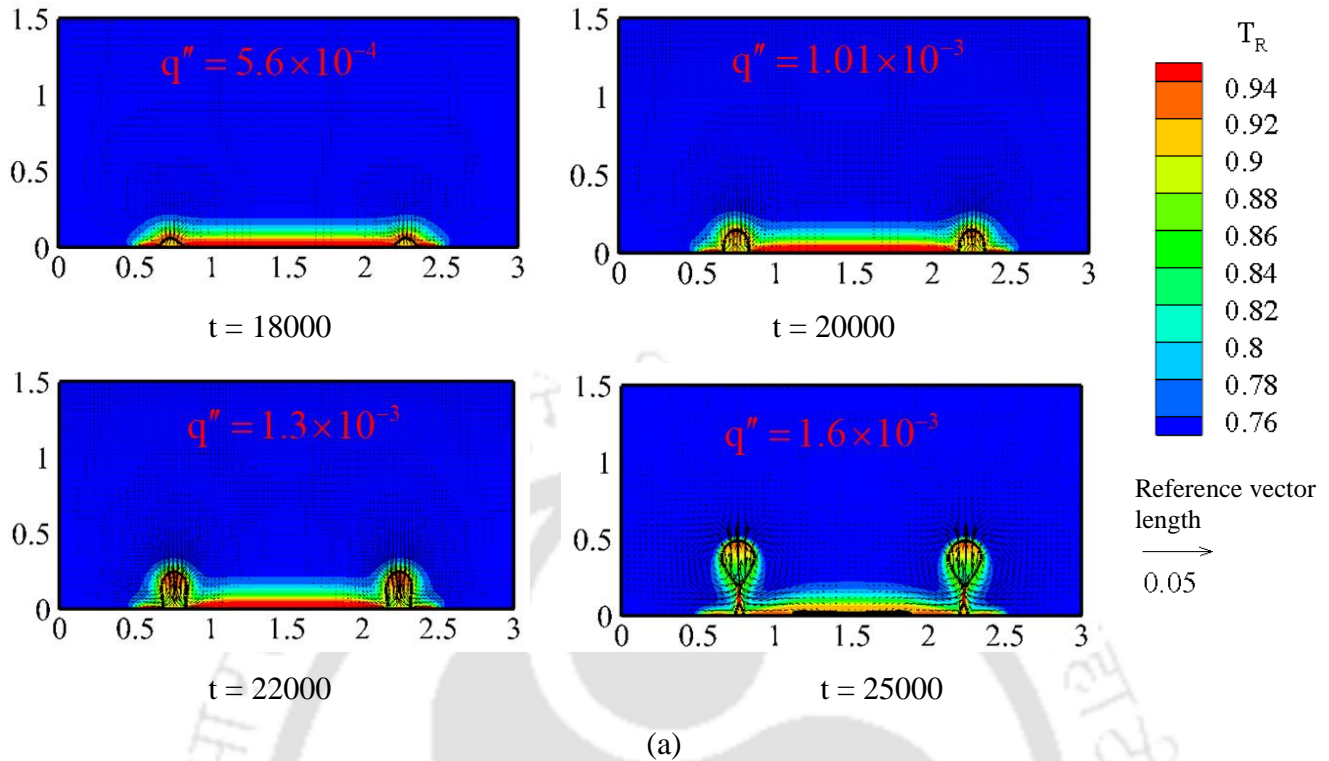 1.5
1
0.5
0
0 0.5 1 1.5 2 2.5 3
q″ = 5.6×10⁻⁴
t = 18000
1.5
1
0.5
0
0 0.5 1 1.5 2 2.5 3
q″ = 1.01×10⁻³
t = 20000
T_R
0.94
0.92
0.9
0.88
0.86
0.84
0.82
0.8
0.78
0.76
1.5
1
0.5
0
0 0.5 1 1.5 2 2.5 3
q″ = 1.3×10⁻³
t = 22000
1.5
1
0.5
0
0 0.5 1 1.5 2 2.5 3
q″ = 1.6×10⁻³
t = 25000
Reference vector
length
0.05
(a)